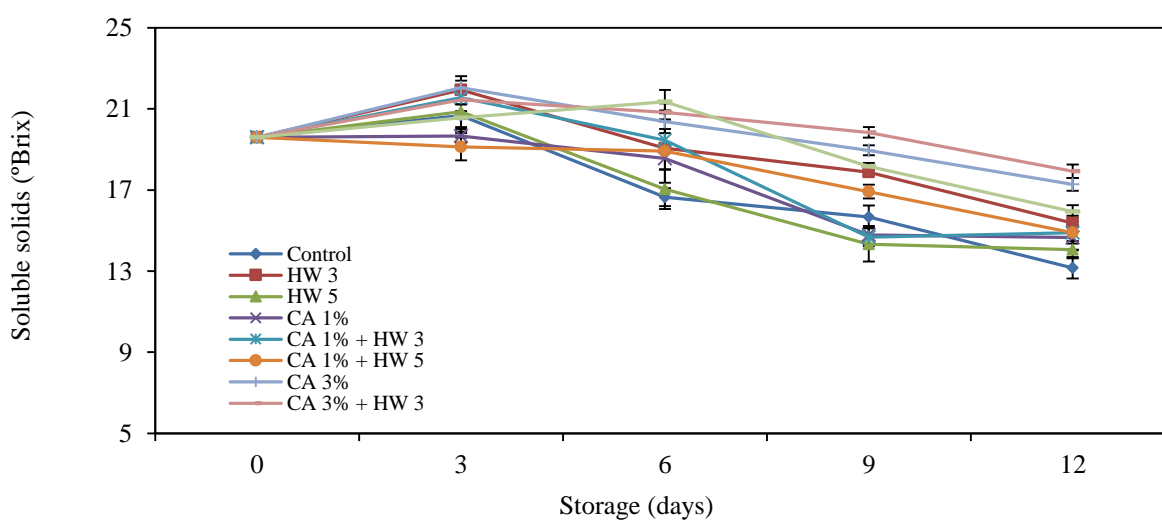 25
21
17
13
9
5
Soluble solids (ºBrix)
Control
HW 3
HW 5
CA 1%
CA 1% + HW 3
CA 1% + HW 5
CA 3%
CA 3% + HW 3
0 3 6 9 12
Storage (days)